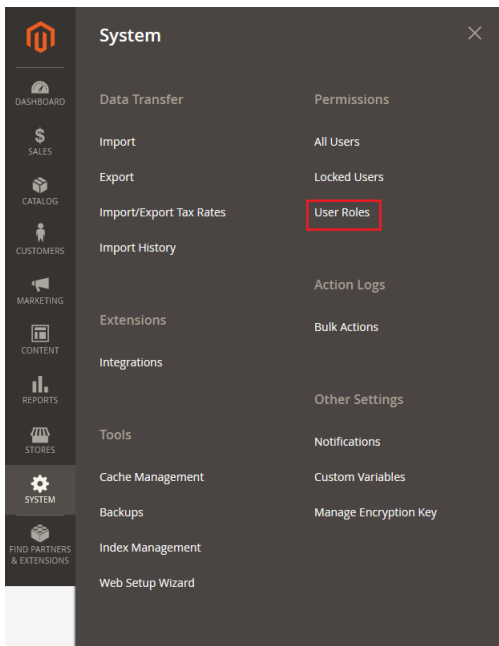 System
DASHBOARD
SALES
CATALOG
CUSTOMERS
MARKETING
CONTENT
REPORTS
STORES
SYSTEM
FIND PARTNERS
& EXTENSIONS
Data Transfer
Import
Export
Import/Export Tax Rates
Import History
Extensions
Integrations
Tools
Cache Management
Backups
Index Management
Web Setup Wizard
Permissions
All Users
Locked Users
User Roles
Action Logs
Bulk Actions
Other Settings
Notifications
Custom Variables
Manage Encryption Key